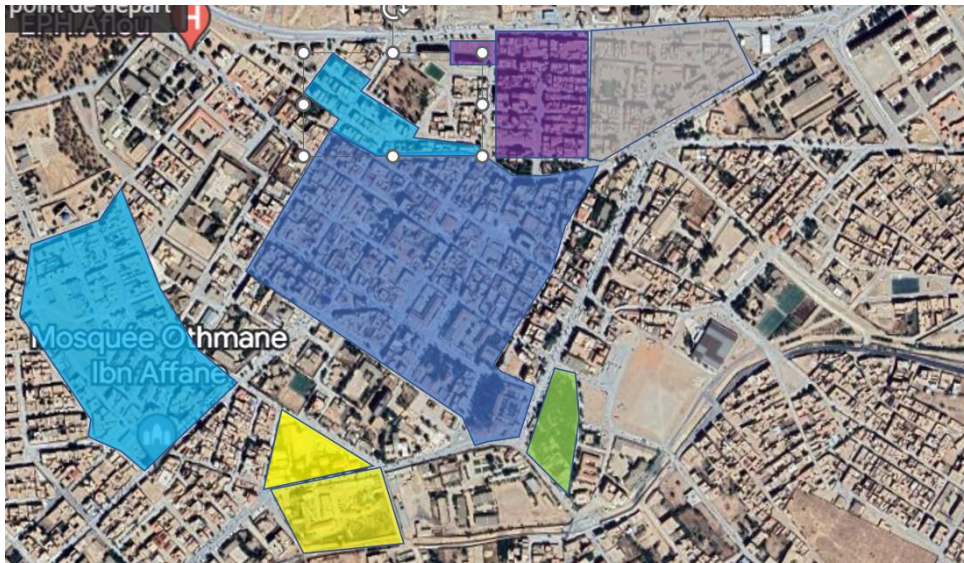 point de départ
EPH Aflou
H
Mosquée Othmane
Ibn Affane